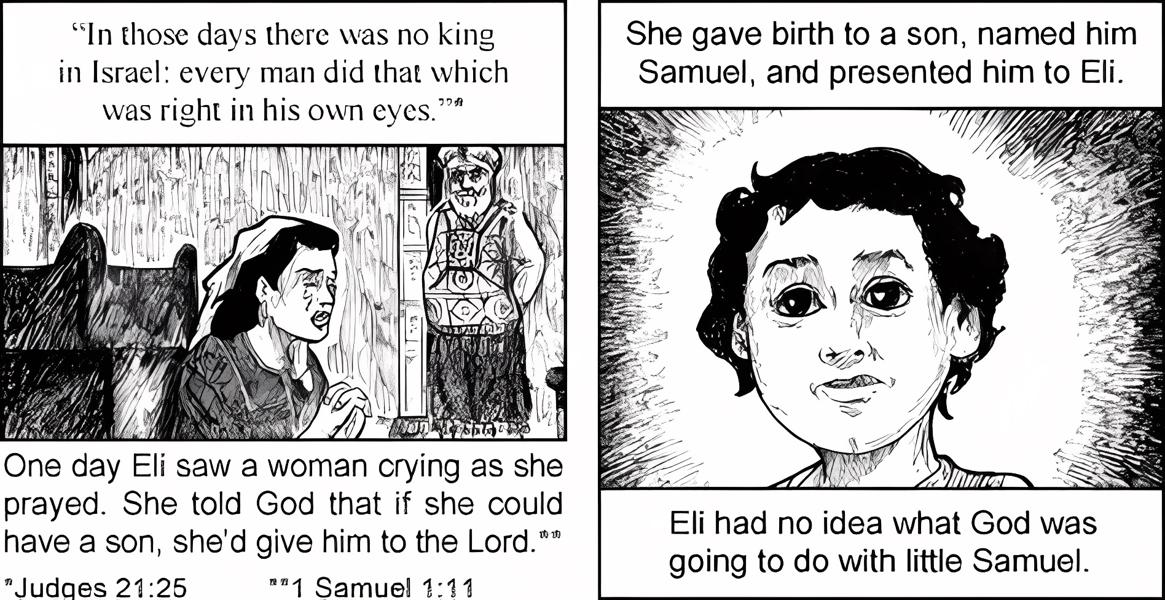 “In those days there was no king
in Israel: every man did that which
was right in his own eyes.”*
One day Eli saw a woman crying as she
prayed. She told God that if she could
have a son, she'd give him to the Lord.**
*Judges 21:25 **1 Samuel 1:11
She gave birth to a son, named him
Samuel, and presented him to Eli.
Eli had no idea what God was
going to do with little Samuel.